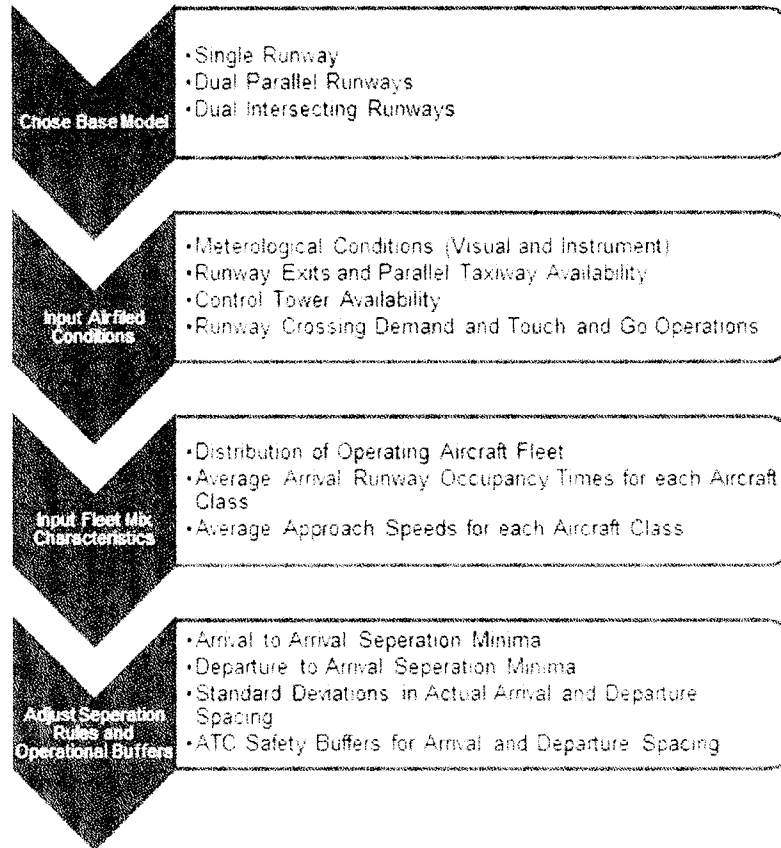 Chose Base Model
•Single Runway
•Dual Parallel Runways
•Dual Intersecting Runways
Input Airfiled
Conditions
•Meterological Conditions (Visual and Instrument)
•Runway Exits and Parallel Taxiway Availability
•Control Tower Availability
•Runway Crossing Demand and Touch and Go Operations
Input Fleet Mix
Characteristics
•Distribution of Operating Aircraft Fleet
•Average Arrival Runway Occupancy Times for each Aircraft
Class
•Average Approach Speeds for each Aircraft Class
Adjust Seperation
Rules and
Operational Buffers
•Arrival to Arrival Seperation Minima
•Departure to Arrival Seperation Minima
•Standard Deviations in Actual Arrival and Departure
Spacing
•ATC Safety Buffers for Arrival and Departure Spacing